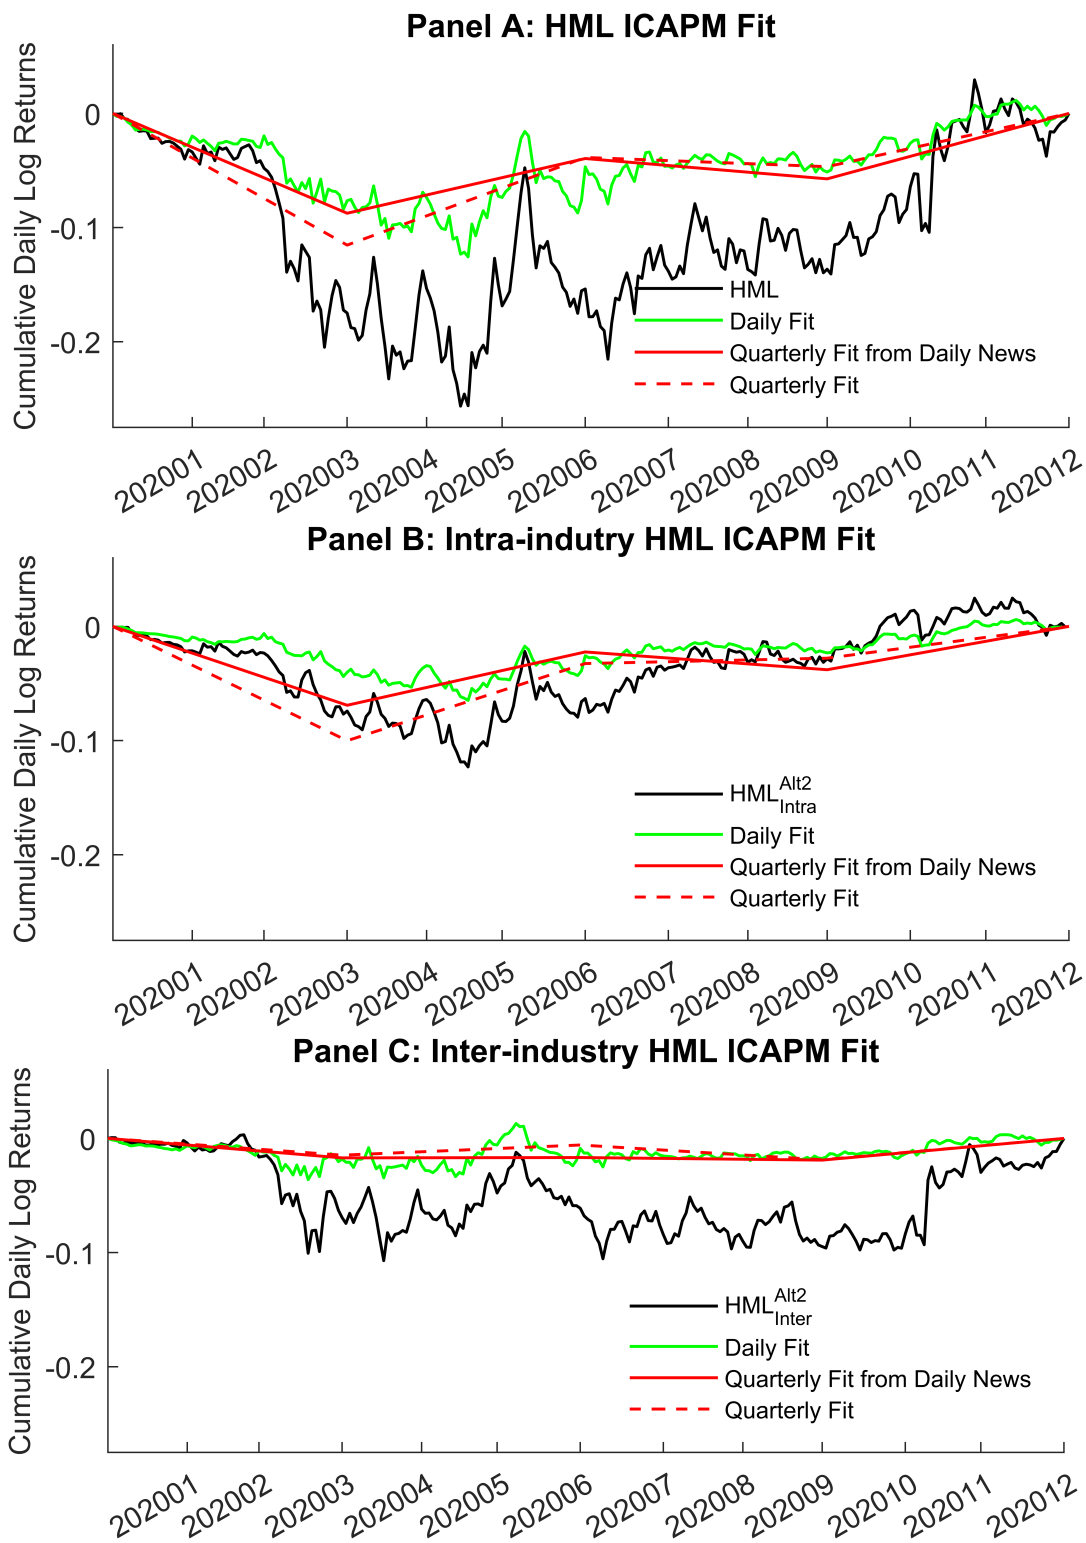 Panel A: HML ICAPM Fit
Cumulative Daily Log Returns
0
-0.1
-0.2
HML
Daily Fit
Quarterly Fit from Daily News
Quarterly Fit
202001 202002 202003 202004 202005 202006 202007 202008 202009 202010 202011 202012
Panel B: Intra-indutry HML ICAPM Fit
Cumulative Daily Log Returns
0
-0.1
-0.2
HML Alt2 Intra
Daily Fit
Quarterly Fit from Daily News
Quarterly Fit
202001 202002 202003 202004 202005 202006 202007 202008 202009 202010 202011 202012
Panel C: Inter-industry HML ICAPM Fit
Cumulative Daily Log Returns
0
-0.1
-0.2
HML Alt2 Inter
Daily Fit
Quarterly Fit from Daily News
Quarterly Fit
202001 202002 202003 202004 202005 202006 202007 202008 202009 202010 202011 202012